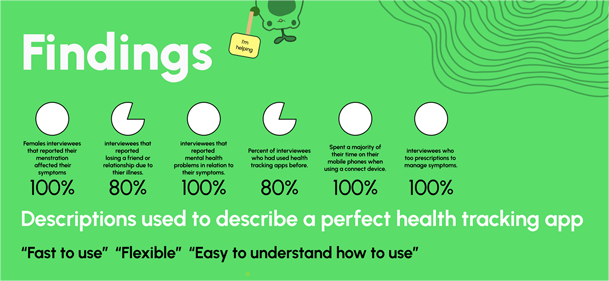 Findings
I'm
helping
Females interviewees
that reported their
menstration
affected their
symptoms
100%
interviewees that
reported
losing a friend or
relationship due to
thier illness.
80%
interviewees that
reported
mental health
problems in relation to
their symptoms.
100%
Percent of interviewees
who had used health
tracking apps before.
80%
Spent a majority of
their time on their
mobile phones when
using a connect device.
100%
interviewees who
too prescriptions to
manage symptoms.
100%
Descriptions used to describe a perfect health tracking app
“Fast to use” “Flexible” “Easy to understand how to use”